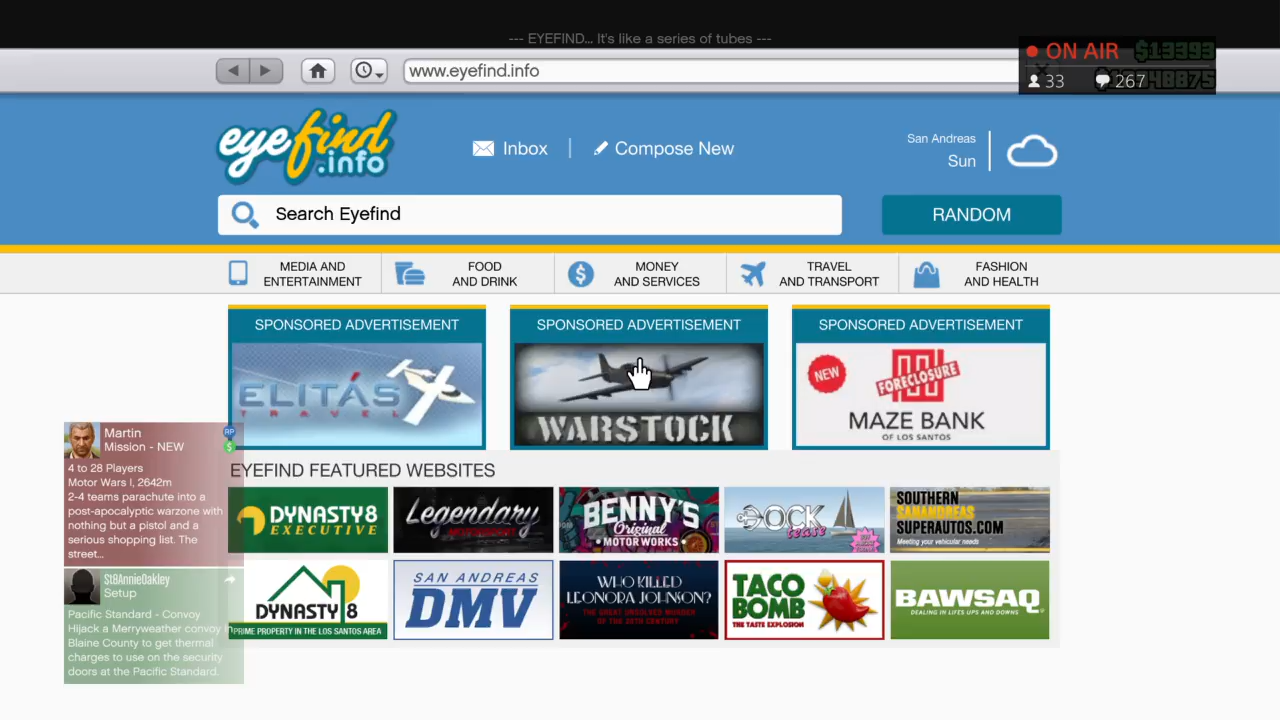 --- EYEFIND... It's like a series of tubes ---
www.eyefind.info
ON AIR
$13393
33
267
eyefind
.info
Inbox
Compose New
San Andreas
Sun
Search Eyefind
RANDOM
MEDIA AND
ENTERTAINMENT
FOOD
AND DRINK
MONEY
AND SERVICES
TRAVEL
AND TRANSPORT
FASHION
AND HEALTH
SPONSORED ADVERTISEMENT
ELITÁS
TRAVEL
SPONSORED ADVERTISEMENT
WARSTOCK
SPONSORED ADVERTISEMENT
NEW
FORECLOSURE
MAZE BANK
OF LOS SANTOS
EYEFIND FEATURED WEBSITES
DYNASTY 8
EXECUTIVE
Legendary
MOTORSPORT
BENNY'S
Original
MOTOR WORKS
DOCK
tease
SOUTHERN
SANANDREAS
SUPERAUTOS.COM
Meeting your vehicular needs
DYNASTY 8
PRIME PROPERTY IN THE LOS SANTOS AREA
SAN ANDREAS
DMV
WHO KILLED
LEONORA JOHNSON?
THE GREAT UNSOLVED MURDER
OF THE 20TH CENTURY
TACO
BOMB
THE TASTE EXPLOSION
BAWSAQ
DEALING IN LIFES UPS AND DOWNS
Martin
Mission - NEW
RP
$
4 to 28 Players
Motor Wars I, 2642m
2-4 teams parachute into a
post-apocalyptic warzone with
nothing but a pistol and a
serious shopping list. The
street...
St8AnnieOakley
Setup
Pacific Standard - Convoy
Hijack a Merryweather convoy in
Blaine County to get thermal
charges to use on the security
doors at the Pacific Standard.